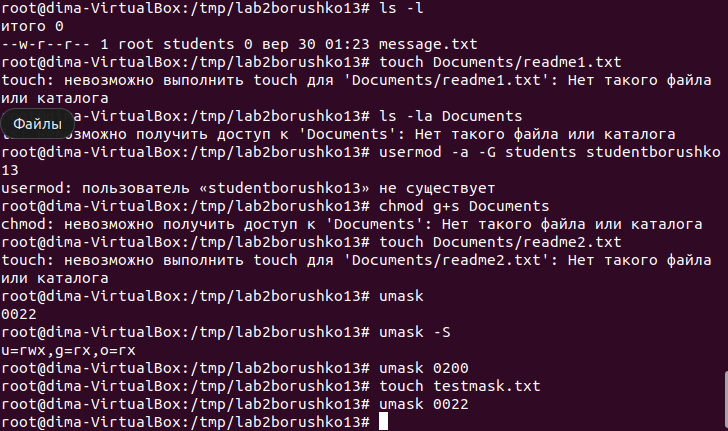 root@dima-VirtualBox:/tmp/lab2borushko13# ls -l
итого 0
--w-r--r-- 1 root students 0 вер 30 01:23 message.txt
root@dima-VirtualBox:/tmp/lab2borushko13# touch Documents/readme1.txt
touch: невозможно выполнить touch для 'Documents/readme1.txt': Нет такого файла
или каталога
root@dima-VirtualBox:/tmp/lab2borushko13# ls -la Documents
Файлы
возможно получить доступ к 'Documents': Нет такого файла или каталога
root@dima-VirtualBox:/tmp/lab2borushko13# usermod -a -G students studentborushko
13
usermod: пользователь «studentborushko13» не существует
root@dima-VirtualBox:/tmp/lab2borushko13# chmod g+s Documents
chmod: невозможно получить доступ к 'Documents': Нет такого файла или каталога
root@dima-VirtualBox:/tmp/lab2borushko13# touch Documents/readme2.txt
touch: невозможно выполнить touch для 'Documents/readme2.txt': Нет такого файла
или каталога
root@dima-VirtualBox:/tmp/lab2borushko13# umask
0022
root@dima-VirtualBox:/tmp/lab2borushko13# umask -S
u=rwx,g=rx,o=rx
root@dima-VirtualBox:/tmp/lab2borushko13# umask 0200
root@dima-VirtualBox:/tmp/lab2borushko13# touch testmask.txt
root@dima-VirtualBox:/tmp/lab2borushko13# umask 0022
root@dima-VirtualBox:/tmp/lab2borushko13#